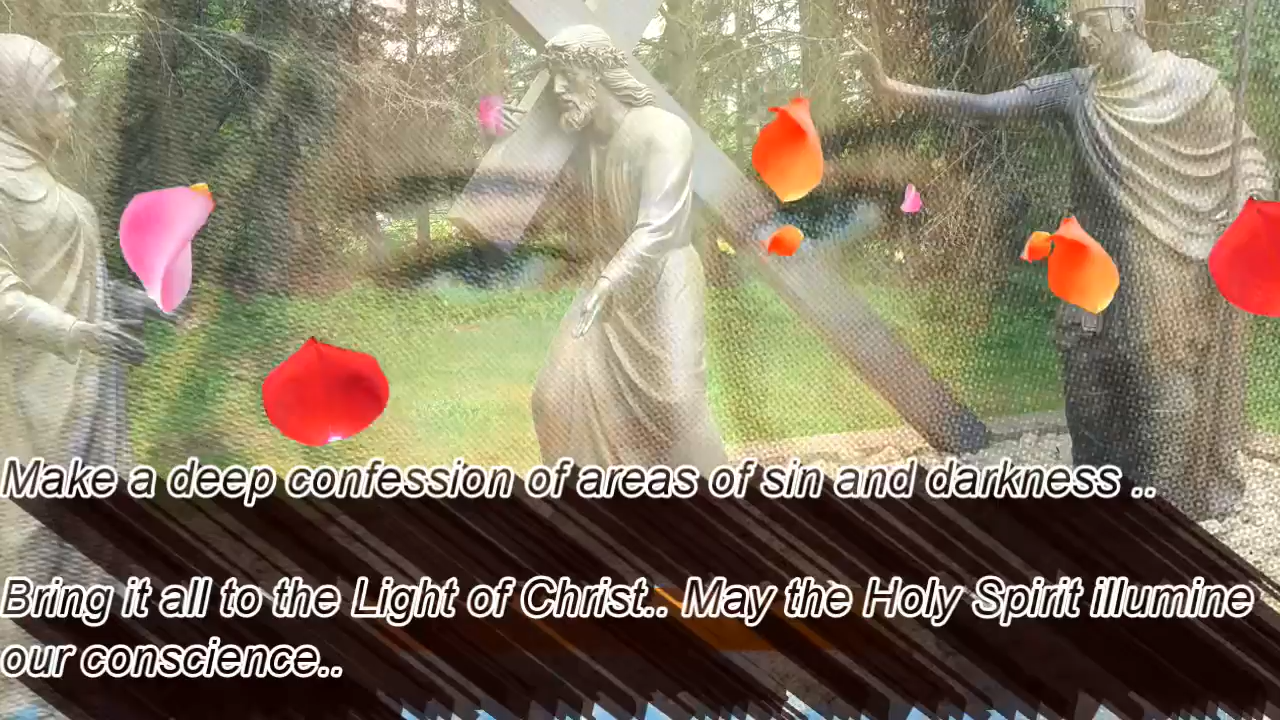 Make a deep confession of areas of sin and darkness ..
Bring it all to the Light of Christ.. May the Holy Spirit illumine
our conscience..